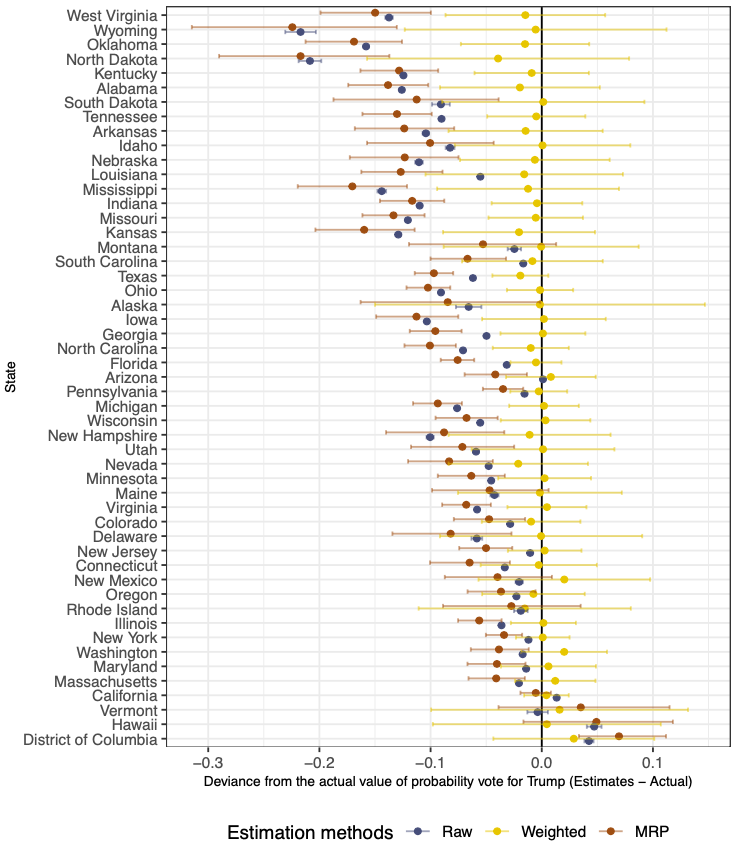 West Virginia
Wyoming
Oklahoma
North Dakota
Kentucky
Alabama
South Dakota
Tennessee
Arkansas
Idaho
Nebraska
Louisiana
Mississippi
Indiana
Missouri
Kansas
Montana
South Carolina
Texas
Ohio
Alaska
Iowa
Georgia
North Carolina
Florida
Arizona
Pennsylvania
Michigan
Wisconsin
New Hampshire
Utah
Nevada
Minnesota
Maine
Virginia
Colorado
Delaware
New Jersey
Connecticut
New Mexico
Oregon
Rhode Island
Illinois
New York
Washington
Maryland
Massachusetts
California
Vermont
Hawaii
District of Columbia
State
−0.3 −0.2 −0.1 0.0 0.1
Deviance from the actual value of probability vote for Trump (Estimates − Actual)
Estimation methods Raw Weighted MRP